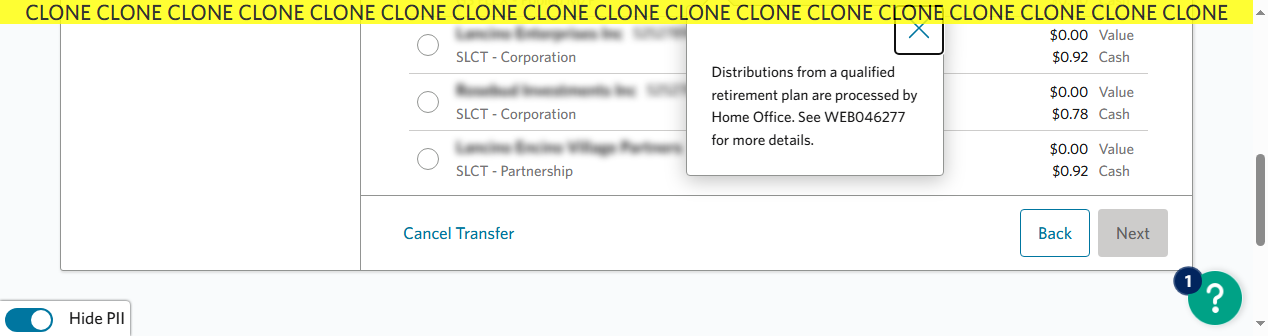 CLONE CLONE CLONE CLONE CLONE CLONE CLONE CLONE CLONE CLONE CLONE CLONE CLONE CLONE CLONE CLONE CLONE
$0.00 Value
SLCT - Corporation
$0.92 Cash
Distributions from a qualified
retirement plan are processed by
Home Office. See WEB046277
for more details.
$0.00 Value
SLCT - Corporation
$0.78 Cash
$0.00 Value
SLCT - Partnership
$0.92 Cash
Cancel Transfer
Back
Next
1
?
Hide PII